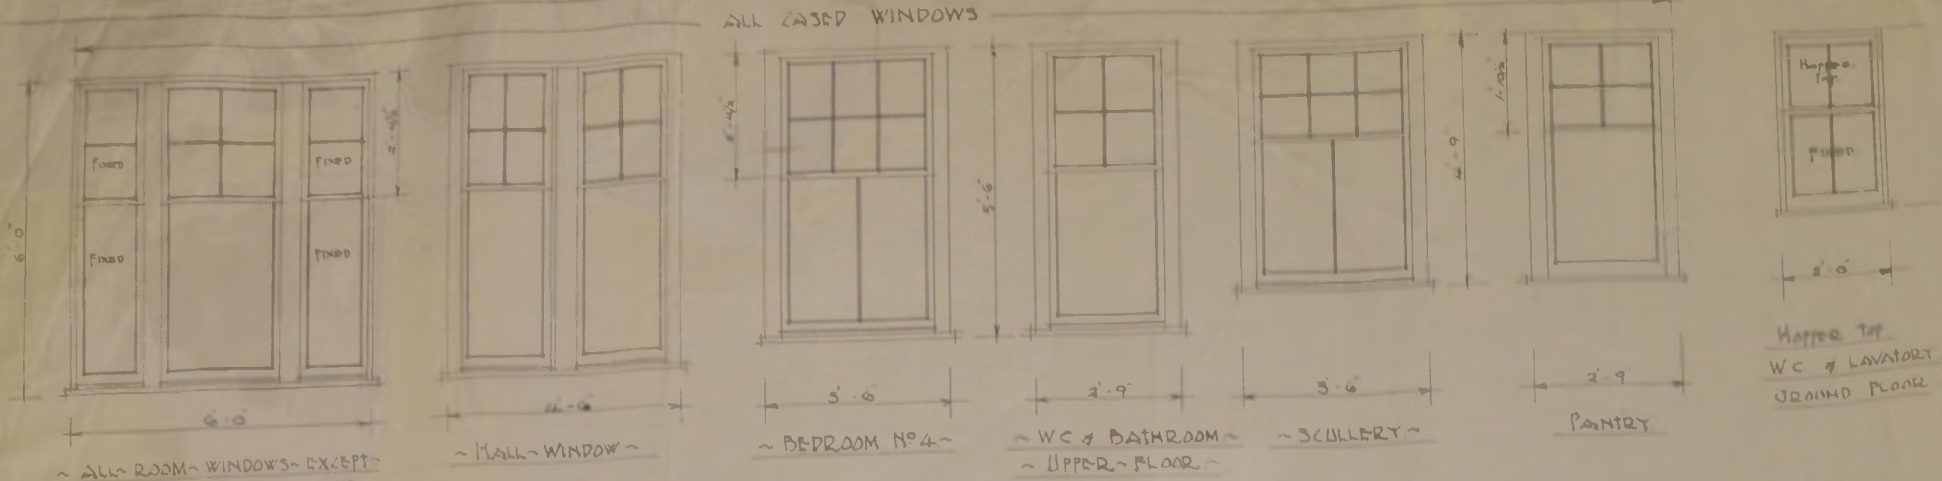 ALL CASED WINDOWS
FIXED
FIXED
FIXED
FIXED
6'-0"
6'-0"
~ ALL ~ ROOM ~ WINDOWS ~ EXCEPT ~
2'-4½"
4'-6"
~ HALL ~ WINDOW ~
3'-6"
~ BEDROOM No 4 ~
5'-6"
2'-9"
~ WC & BATHROOM ~
~ UPPER ~ FLOOR ~
3'-6"
~ SCULLERY ~
4'-9
1'-10½"
2'-9"
PANTRY
Hopper
Top
FIXED
2'-0"
Hopper Top
WC & LAVATORY
GROUND FLOOR